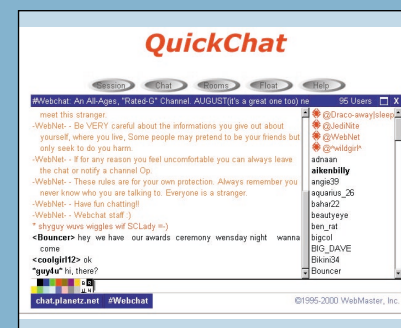 QuickChat
Session Chat Rooms Float Help
#Webchat: An All-Ages, "Rated-G" Channel. AUGUST(it's a great one too) ne 95 Users X
meet this stranger.
-WebNet- - Be VERY careful about the informations you give out about
yourself, where you live, Some people may pretend to be your friends but
only seek to do you harm.
-WebNet- - If for any reason you feel uncomfortable you can always leave
the chat or notify a channel Op.
-WebNet- - These rules are for your own protection. Always remember you
never know who you are talking to. Everyone is a stranger.
-WebNet- - Have fun chatting!!
-WebNet- - Webchat staff :)
* shyguy wuvs wiggles wif SCLady =-)
<Bouncer> hey we have our awards ceremony wensday night wanna
come
<coolgirl12> ok
"guy4u" hi, there?
@Draco-away|sleep
@JediNite
@WebNet
@^wildgirl^
adnaan
aikenbilly
angie39
aquarius_26
bahar22
beautyeye
ben_rat
bigcol
BIG_DAVE
Bikini34
Bouncer
B R
U N
chat.planetz.net #Webchat ©1995-2000 WebMaster, Inc.